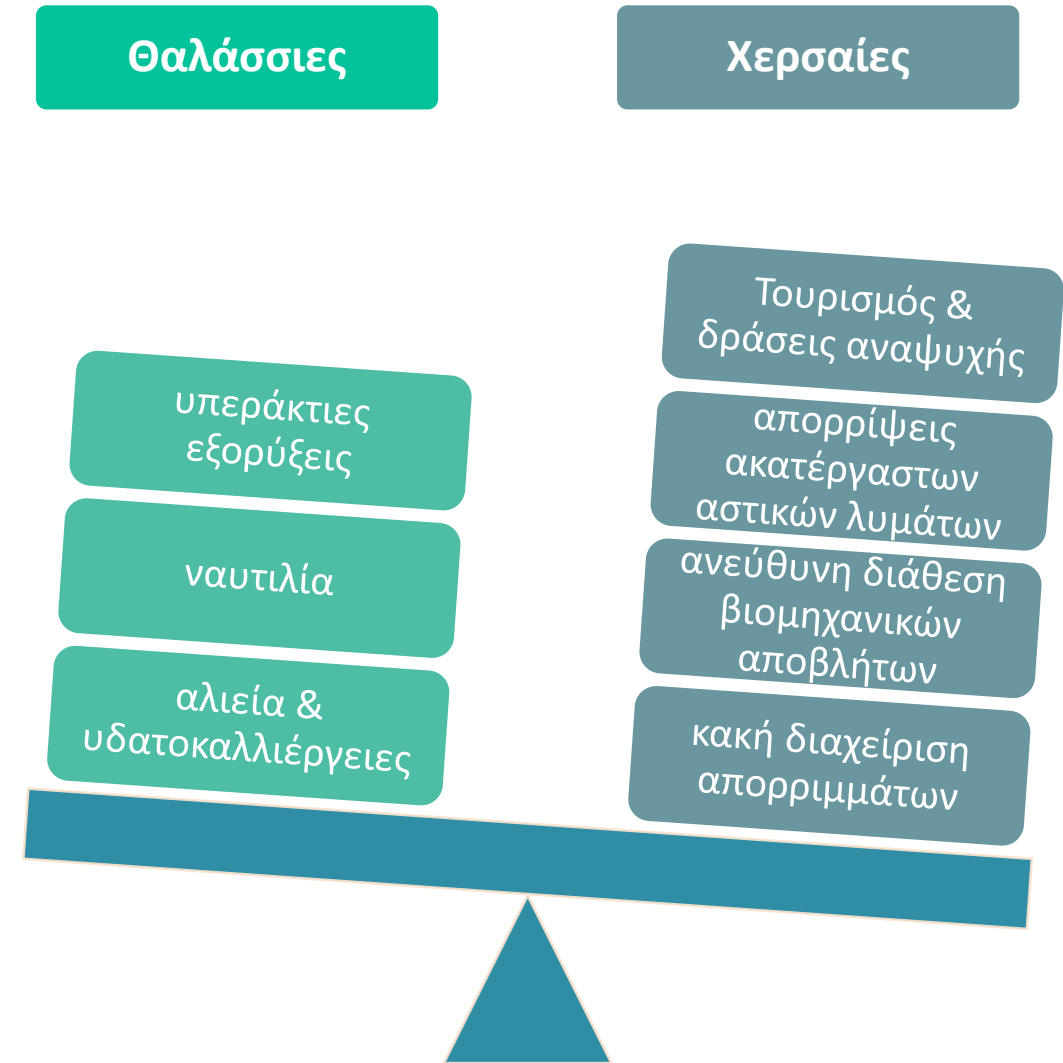 Θαλάσσιες
Χερσαίες
υπεράκτιες
εξορύξεις
ναυτιλία
αλιεία &
υδατοκαλλιέργειες
Τουρισμός &
δράσεις αναψυχής
απορρίψεις
ακατέργαστων
αστικών λυμάτων
ανεύθυνη διάθεση
βιομηχανικών
αποβλήτων
κακή διαχείριση
απορριμμάτων